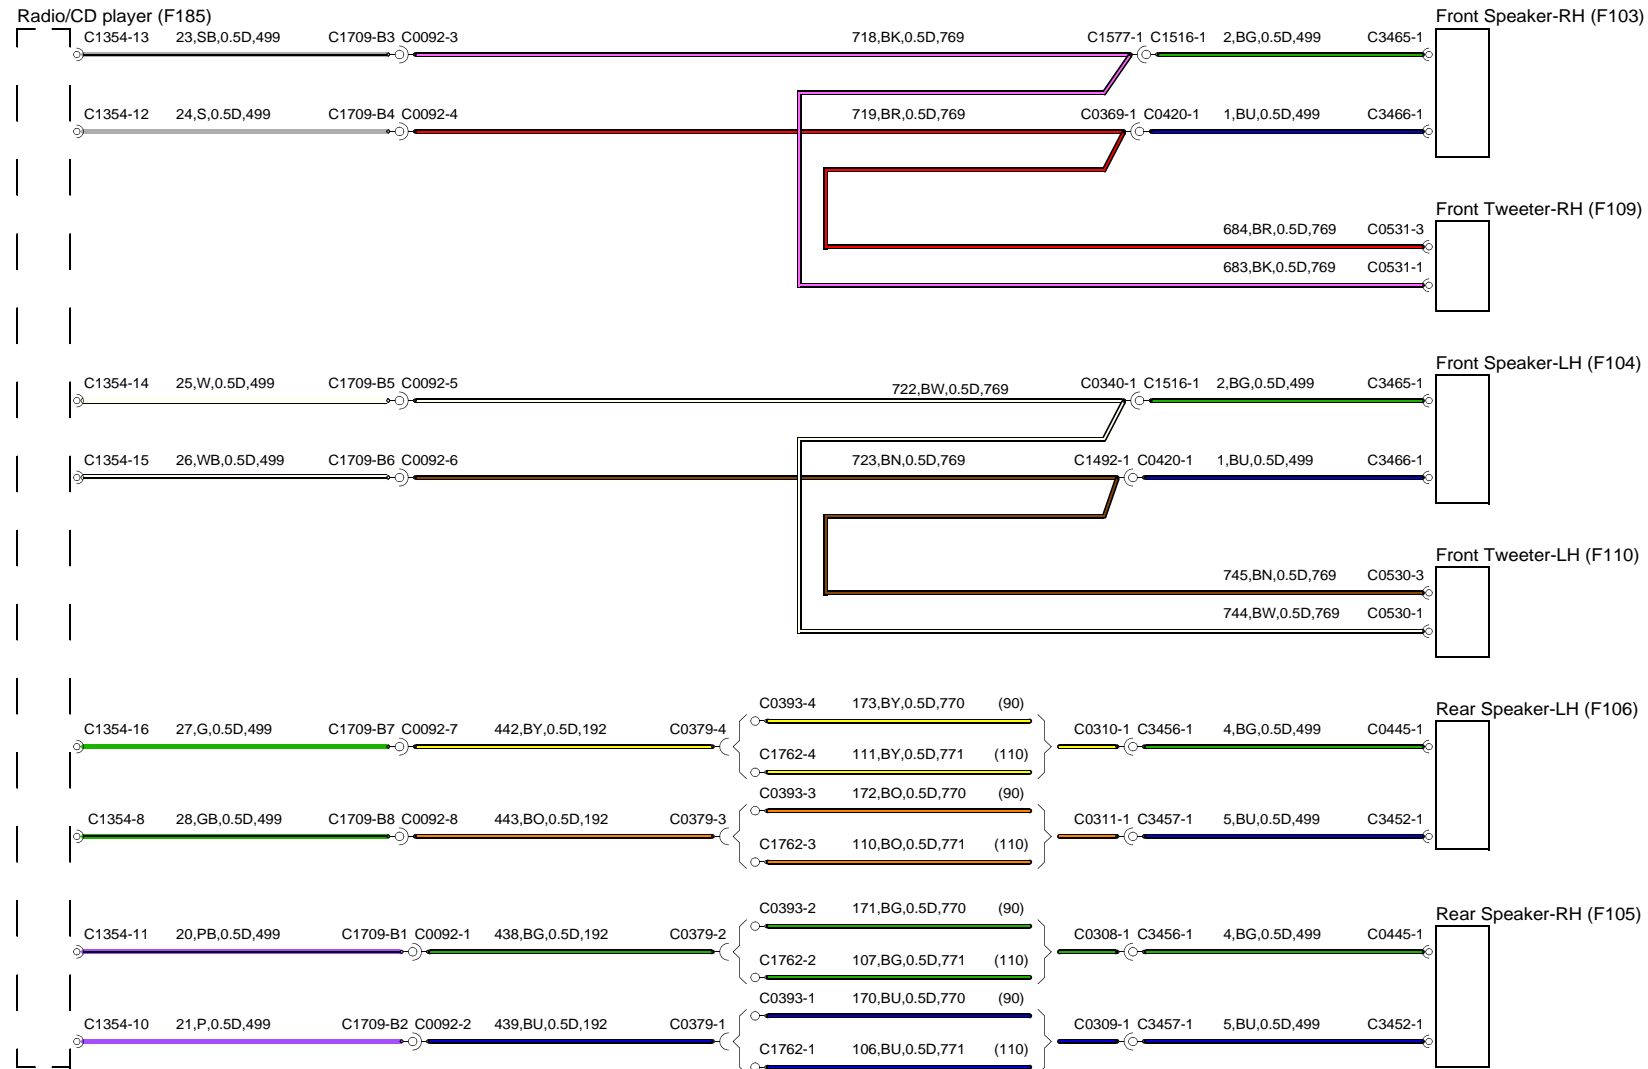 Radio/CD player (F185)
Front Speaker-RH (F103)
C1354-13 23,SB,0.5D,499 C1709-B3 C0092-3 718,BK,0.5D,769 C1577-1 C1516-1 2,BG,0.5D,499 C3465-1
C1354-12 24,S,0.5D,499 C1709-B4 C0092-4 719,BR,0.5D,769 C0369-1 C0420-1 1,BU,0.5D,499 C3466-1
Front Tweeter-RH (F109)
684,BR,0.5D,769 C0531-3
683,BK,0.5D,769 C0531-1
Front Speaker-LH (F104)
C1354-14 25,W,0.5D,499 C1709-B5 C0092-5 722,BW,0.5D,769 C0340-1 C1516-1 2,BG,0.5D,499 C3465-1
C1354-15 26,WB,0.5D,499 C1709-B6 C0092-6 723,BN,0.5D,769 C1492-1 C0420-1 1,BU,0.5D,499 C3466-1
Front Tweeter-LH (F110)
745,BN,0.5D,769 C0530-3
744,BW,0.5D,769 C0530-1
C0393-4 173,BY,0.5D,770 (90)
Rear Speaker-LH (F106)
C1354-16 27,G,0.5D,499 C1709-B7 C0092-7 442,BY,0.5D,192 C0379-4 C0310-1 C3456-1 4,BG,0.5D,499 C0445-1
C1762-4 111,BY,0.5D,771 (110)
C0393-3 172,BO,0.5D,770 (90)
C1354-8 28,GB,0.5D,499 C1709-B8 C0092-8 443,BO,0.5D,192 C0379-3 C0311-1 C3457-1 5,BU,0.5D,499 C3452-1
C1762-3 110,BO,0.5D,771 (110)
C0393-2 171,BG,0.5D,770 (90)
Rear Speaker-RH (F105)
C1354-11 20,PB,0.5D,499 C1709-B1 C0092-1 438,BG,0.5D,192 C0379-2 C0308-1 C3456-1 4,BG,0.5D,499 C0445-1
C1762-2 107,BG,0.5D,771 (110)
C0393-1 170,BU,0.5D,770 (90)
C1354-10 21,P,0.5D,499 C1709-B2 C0092-2 439,BU,0.5D,192 C0379-1 C0309-1 C3457-1 5,BU,0.5D,499 C3452-1
C1762-1 106,BU,0.5D,771 (110)